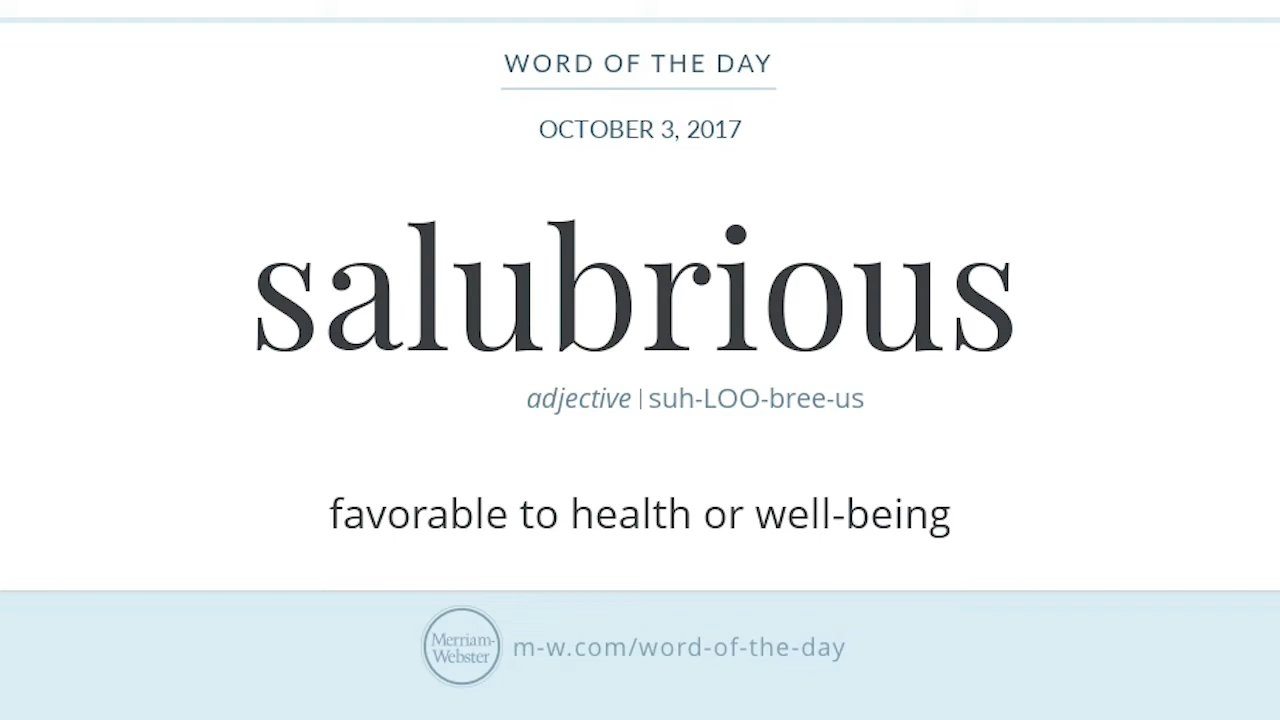 WORD OF THE DAY
OCTOBER 3, 2017
salubrious
adjective | suh-LOO-bree-us
favorable to health or well-being
Merriam-
Webster
m-w.com/word-of-the-day